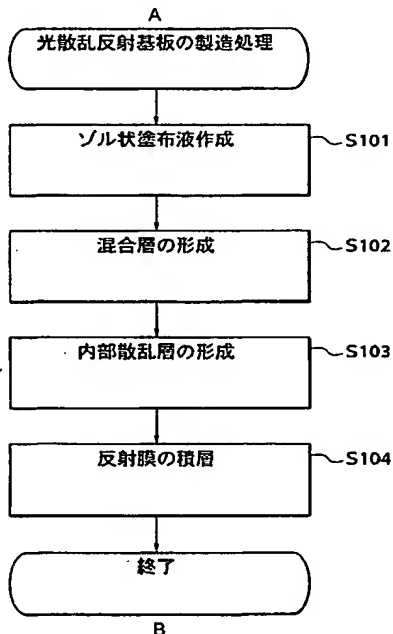 A
光散乱反射基板の製造処理
ゾル状塗布液作成
S101
混合層の形成
S102
内部散乱層の形成
S103
反射膜の積層
S104
終了
B